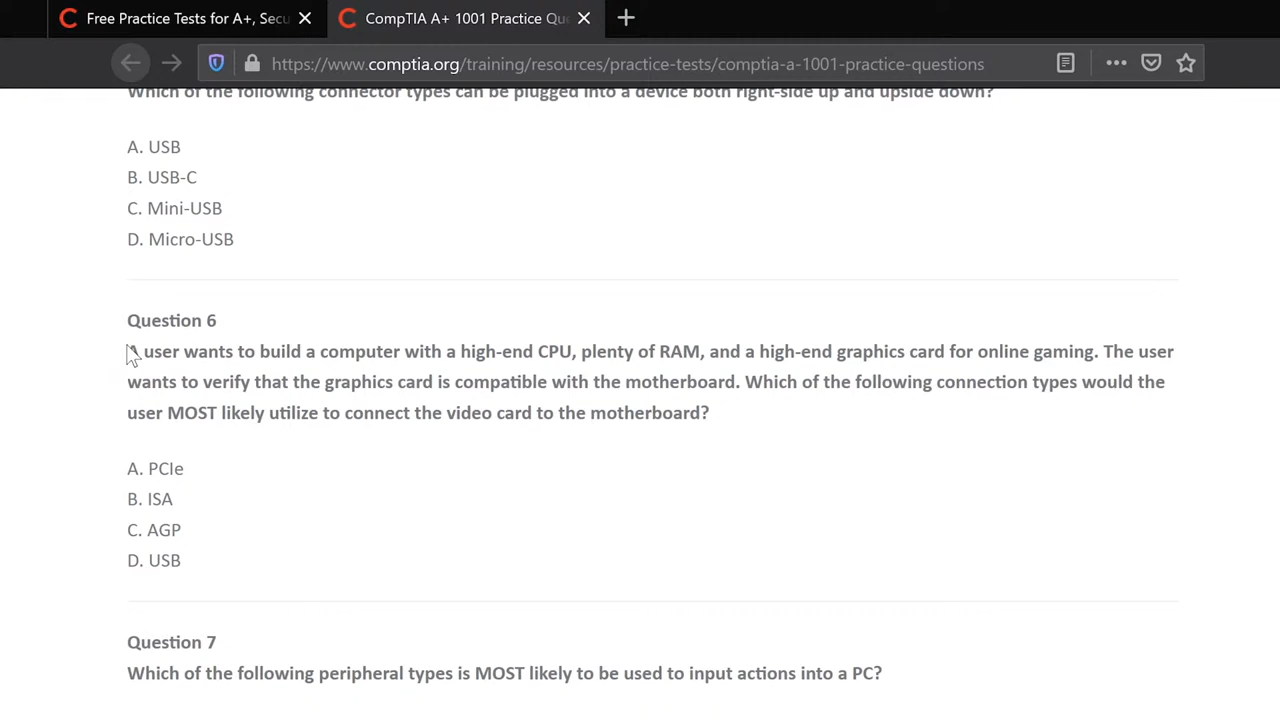 Free Practice Tests for A+, Secu
CompTIA A+ 1001 Practice Que
https://www.comptia.org/training/resources/practice-tests/comptia-a-1001-practice-questions
Which of the following connector types can be plugged into a device both right-side up and upside down?
A. USB
B. USB-C
C. Mini-USB
D. Micro-USB
Question 6
A user wants to build a computer with a high-end CPU, plenty of RAM, and a high-end graphics card for online gaming. The user
wants to verify that the graphics card is compatible with the motherboard. Which of the following connection types would the
user MOST likely utilize to connect the video card to the motherboard?
A. PCIe
B. ISA
C. AGP
D. USB
Question 7
Which of the following peripheral types is MOST likely to be used to input actions into a PC?